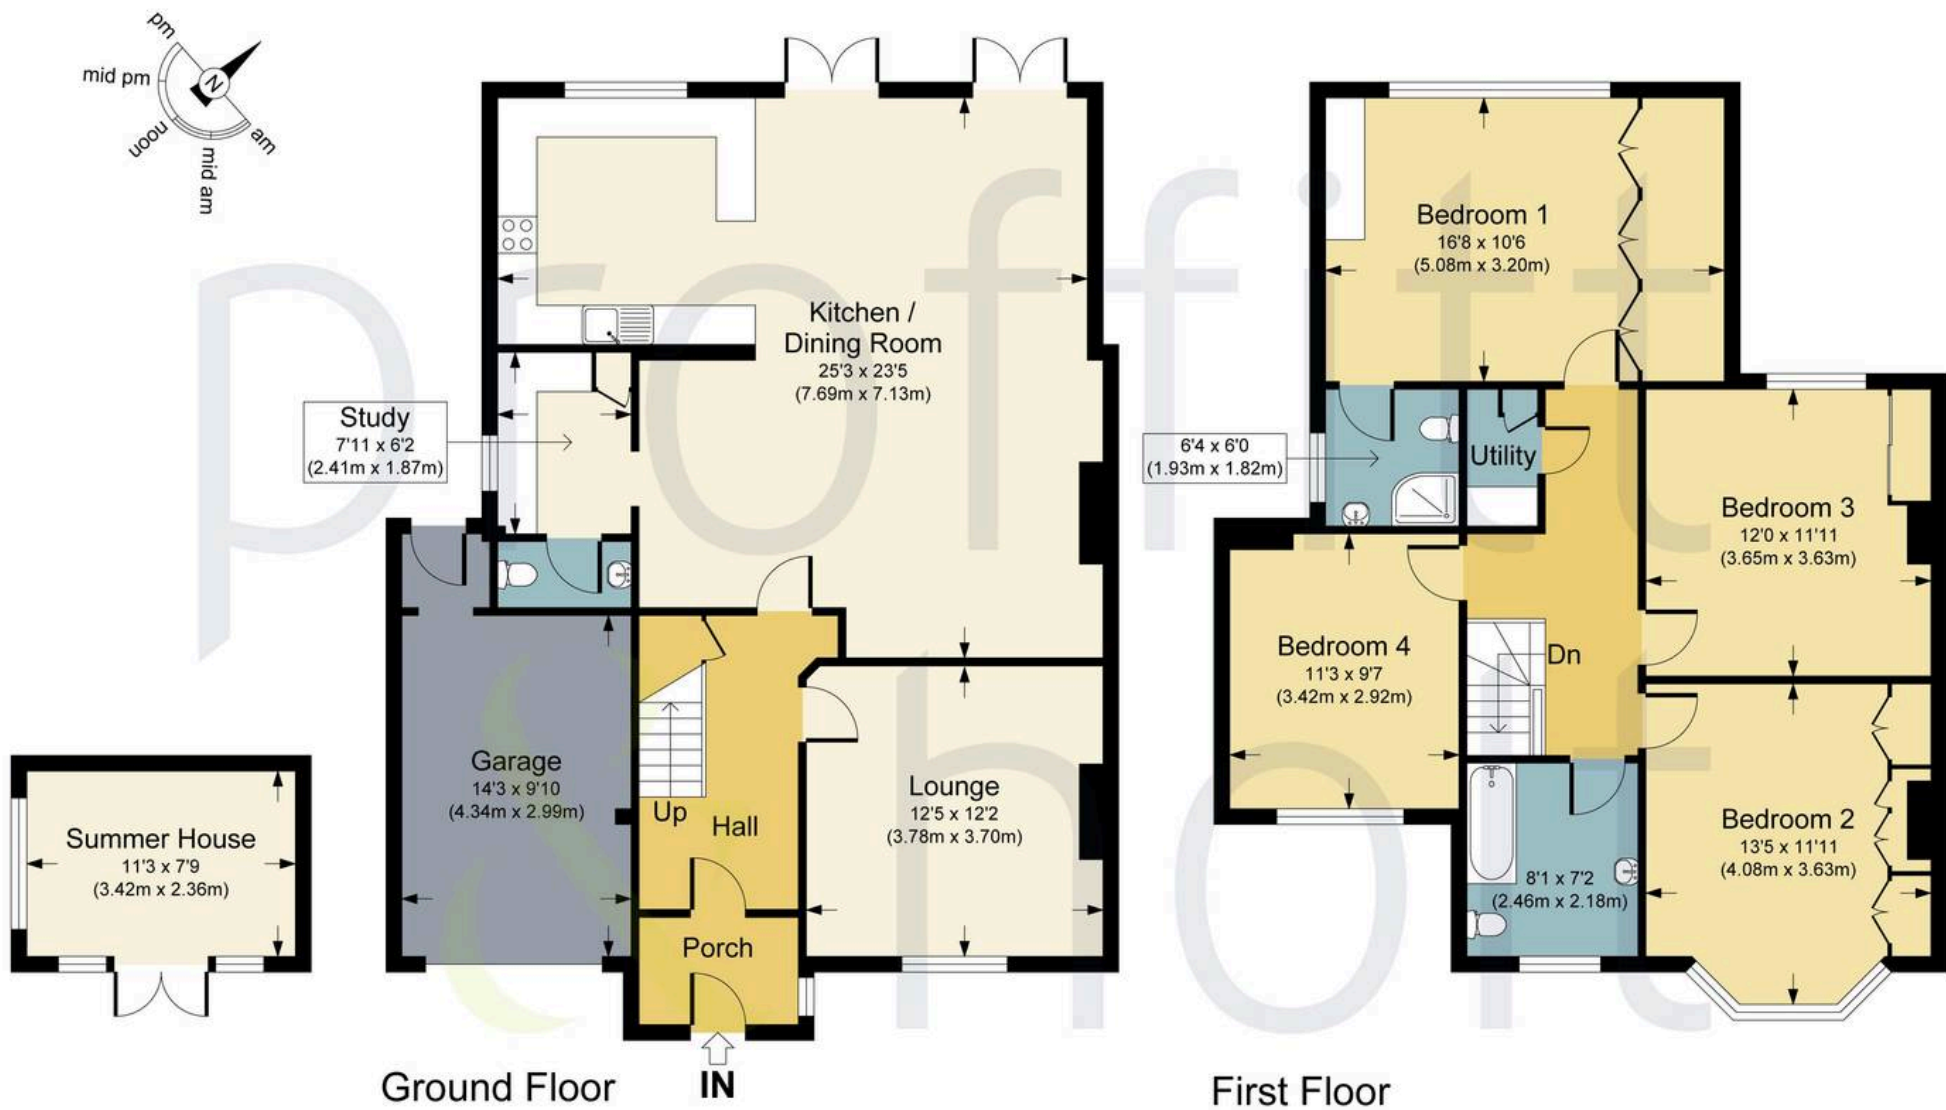 pm
mid pm
noon
mid am
am
N
Kitchen /
Dining Room
25'3 x 23'5
(7.69m x 7.13m)
Study
7'11 x 6'2
(2.41m x 1.87m)
Garage
14'3 x 9'10
(4.34m x 2.99m)
Up
Hall
Porch
Lounge
12'5 x 12'2
(3.78m x 3.70m)
IN
Ground Floor
Summer House
11'3 x 7'9
(3.42m x 2.36m)
Bedroom 1
16'8 x 10'6
(5.08m x 3.20m)
6'4 x 6'0
(1.93m x 1.82m)
Utility
Bedroom 3
12'0 x 11'11
(3.65m x 3.63m)
Bedroom 4
11'3 x 9'7
(3.42m x 2.92m)
Dn
Bedroom 2
13'5 x 11'11
(4.08m x 3.63m)
8'1 x 7'2
(2.46m x 2.18m)
First Floor
proffitt
& holt